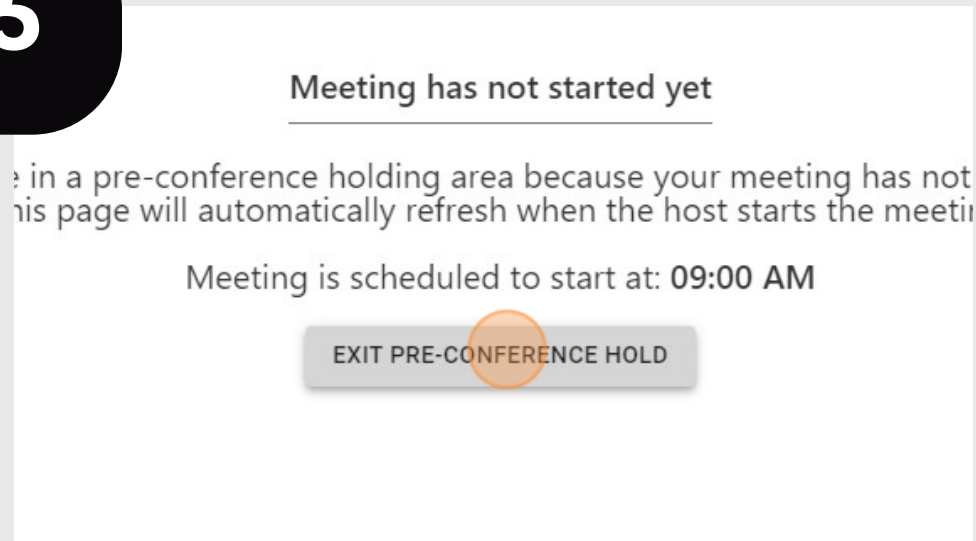 Meeting has not started yet
in a pre-conference holding area because your meeting has not
page will automatically refresh when the host starts the
Meeting is scheduled to start at: 09:00 AM
EXIT PRE-CONFERENCE HOLD